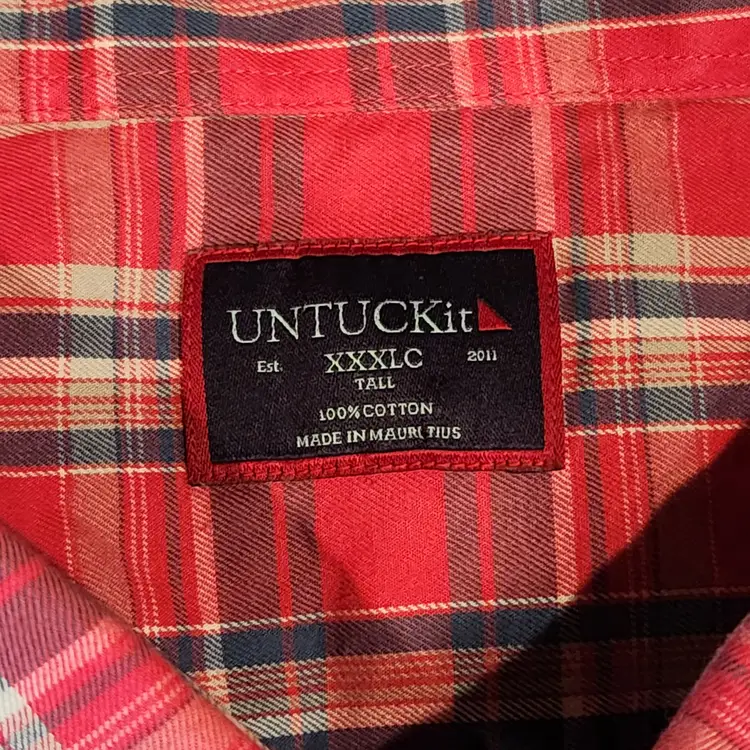 UNTUCKit
Est. XXXLC 2011
TALL
100% COTTON
MADE IN MAURITIUS